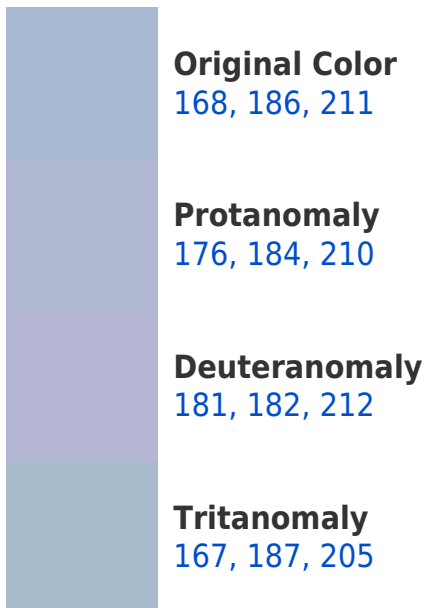 Original Color
168, 186, 211
Protanomaly
176, 184, 210
Deuteranomaly
181, 182, 212
Tritanomaly
167, 187, 205